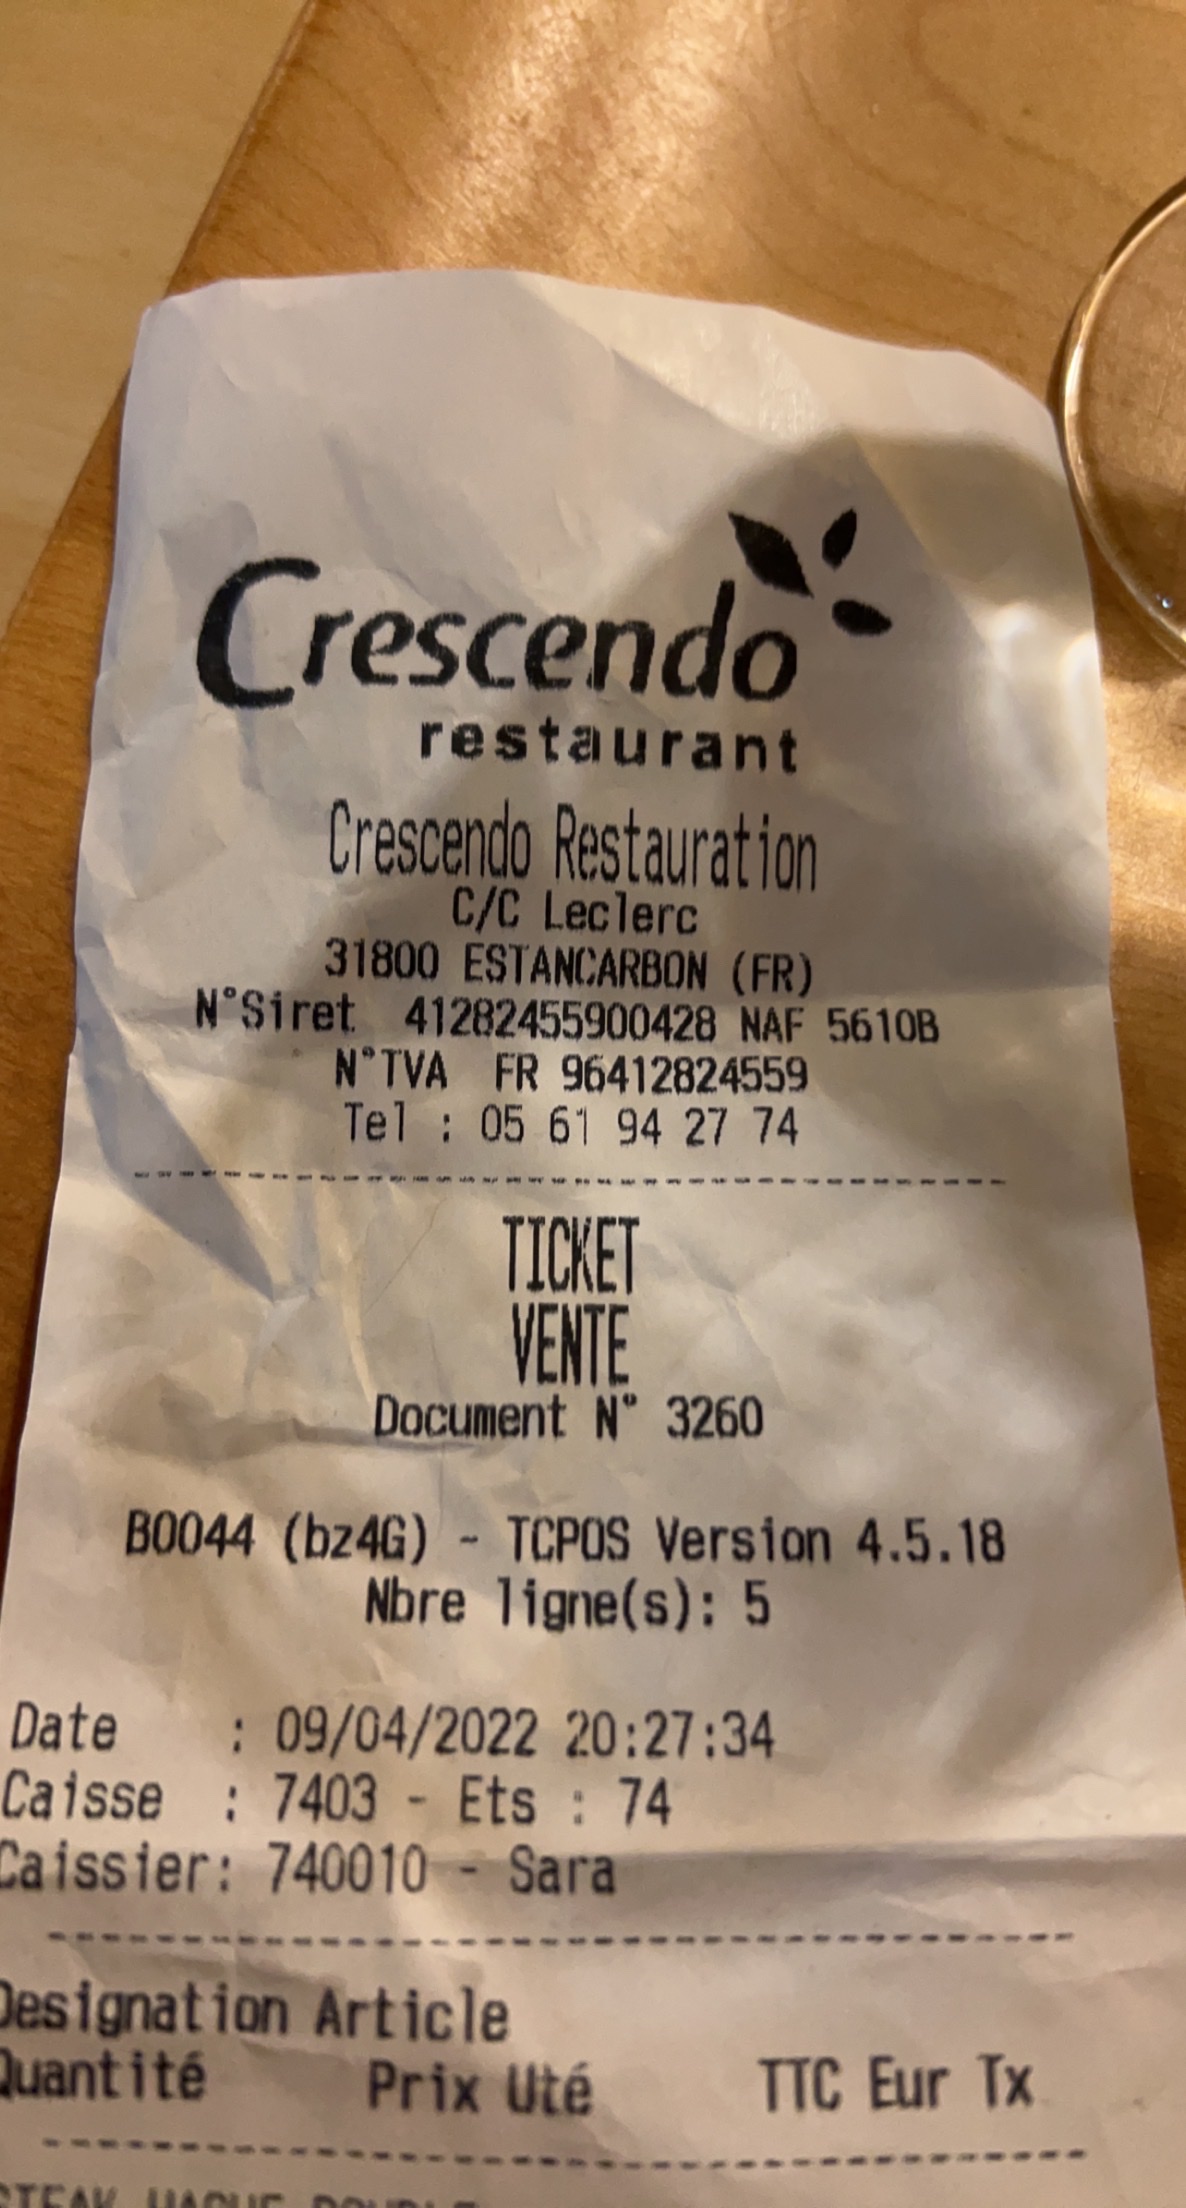 Crescendo
restaurant
Crescendo Restauration
C/C Leclerc
31800 ESTANCARBON (FR)
N°Siret 41282455900428 NAF 5610B
N°TVA FR 96412824559
Tel : 05 61 94 27 74
TICKET
VENTE
Document N° 3260
B0044 (bz4G) - TCPOS Version 4.5.18
Nbre ligne(s): 5
Date : 09/04/2022 20:27:34
Caisse : 7403 - Ets : 74
Caissier: 740010 - Sara
Designation Article
Quantité Prix Uté TTC Eur Tx